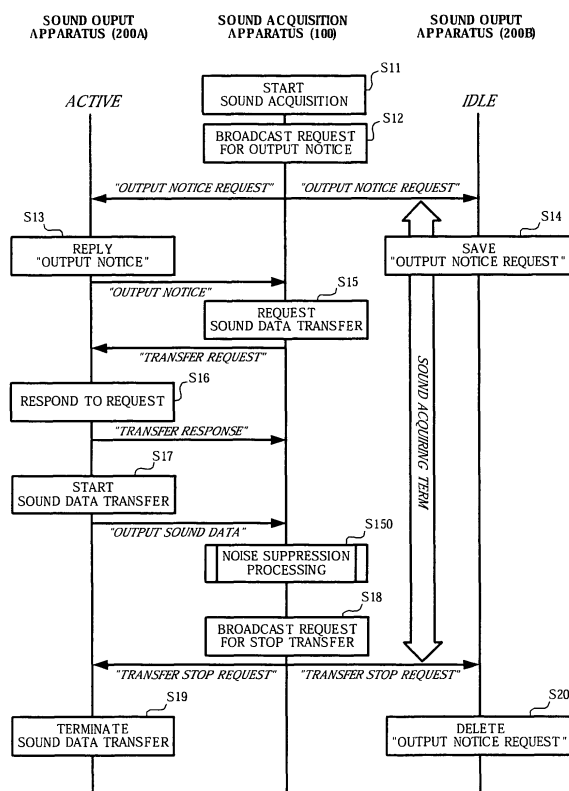 SOUND OUPUT
APPARATUS (200A)
SOUND ACQUISITION
APPARATUS (100)
SOUND OUPUT
APPARATUS (200B)
ACTIVE
S11
START
SOUND ACQUISITION
IDLE
S12
BROADCAST REQUEST
FOR OUTPUT NOTICE
"OUTPUT NOTICE REQUEST"
"OUTPUT NOTICE REQUEST"
S13
REPLY
"OUTPUT NOTICE"
S14
SAVE
"OUTPUT NOTICE REQUEST"
"OUTPUT NOTICE"
S15
REQUEST
SOUND DATA TRANSFER
"TRANSFER REQUEST"
SOUND ACQUIRING TERM
S16
RESPOND TO REQUEST
"TRANSFER RESPONSE"
S17
START
SOUND DATA TRANSFER
"OUTPUT SOUND DATA"
S150
NOISE SUPPRESSION
PROCESSING
S18
BROADCAST REQUEST
FOR STOP TRANSFER
"TRANSFER STOP REQUEST"
"TRANSFER STOP REQUEST"
S19
TERMINATE
SOUND DATA TRANSFER
S20
DELETE
"OUTPUT NOTICE REQUEST"